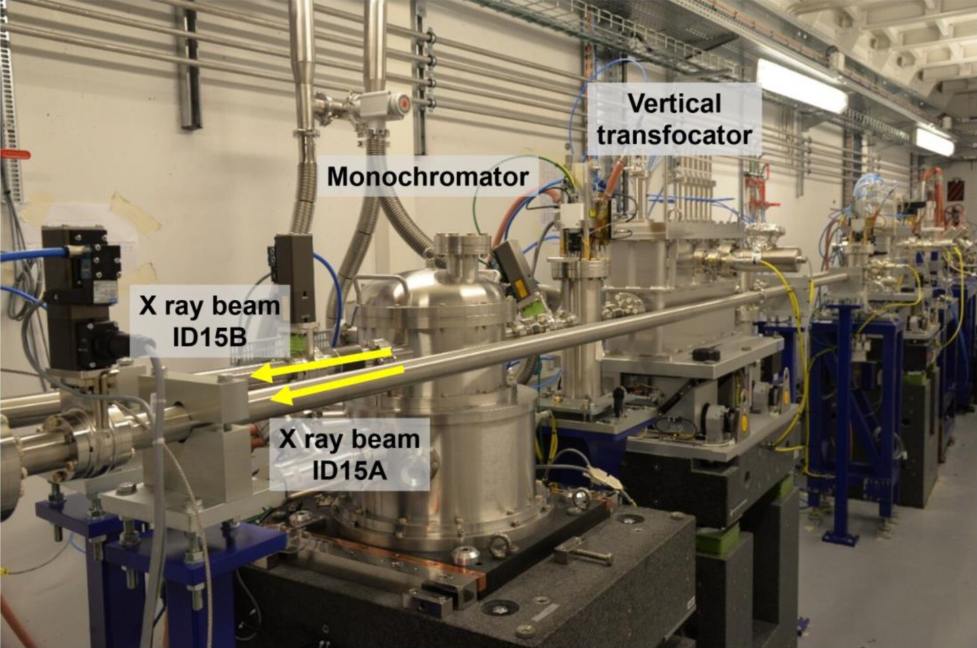 Vertical
transfocator
Monochromator
X ray beam
ID15B
X ray beam
ID15A